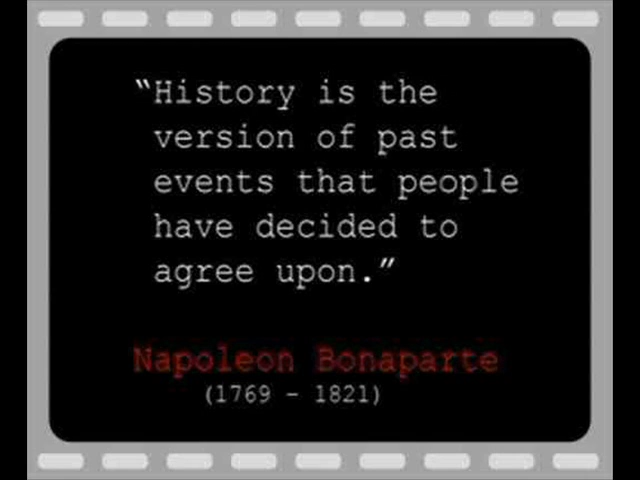 “History is the
version of past
events that people
have decided to
agree upon.”
Napoleon Bonaparte
(1769 – 1821)